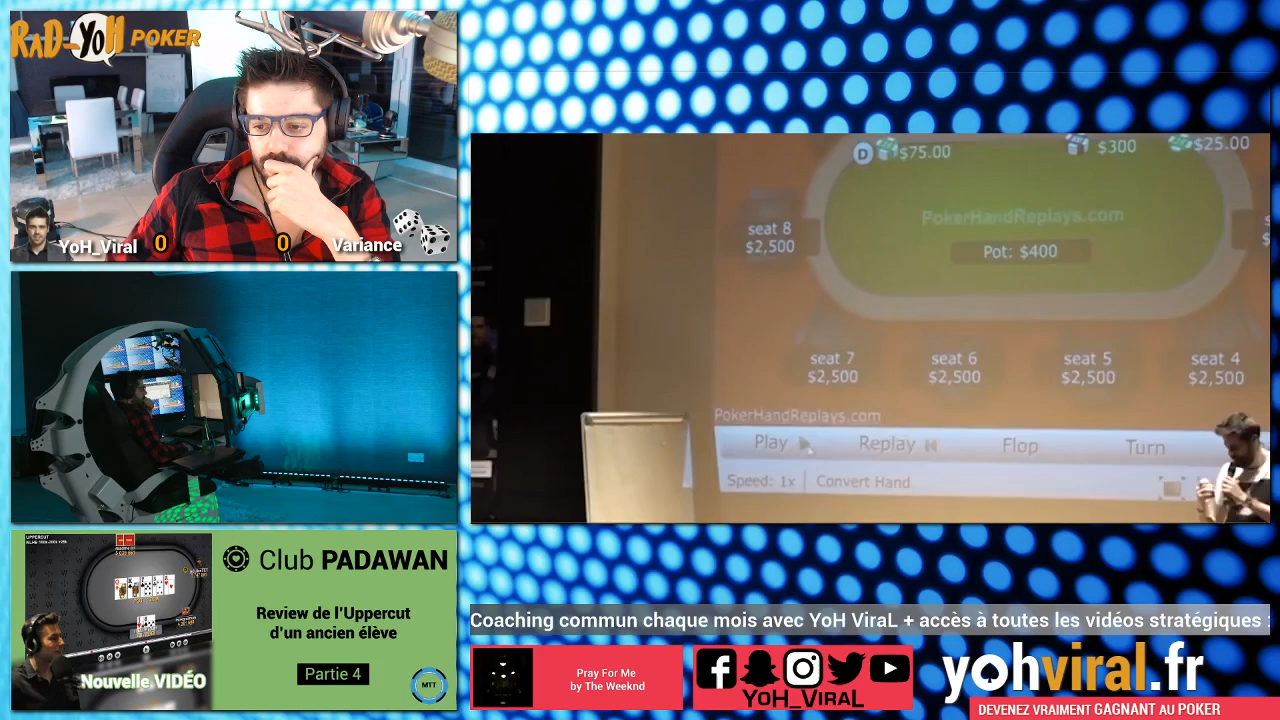 RAD-YOH POKER
YoH_Viral 0 0 Variance
D $75.00 $300 $25.00
seat 8
$2,500
PokerHandReplays.com
Pot: $400
seat 7 seat 6 seat 5 seat 4
$2,500 $2,500 $2,500 $2,500
PokerHandReplays.com
Play Replay Flop Turn
Speed: 1x Convert Hand
UPPERCUT
Club PADAWAN
Review de l'Uppercut
d'un ancien élève
Partie 4
Nouvelle VIDÉO
MTT
Coaching commun chaque mois avec YoH ViraL + accès à toutes les vidéos stratégiques
Pray For Me
by The Weeknd
YoH_ViraL
yohviral.fr
DEVENEZ VRAIMENT GAGNANT AU POKER